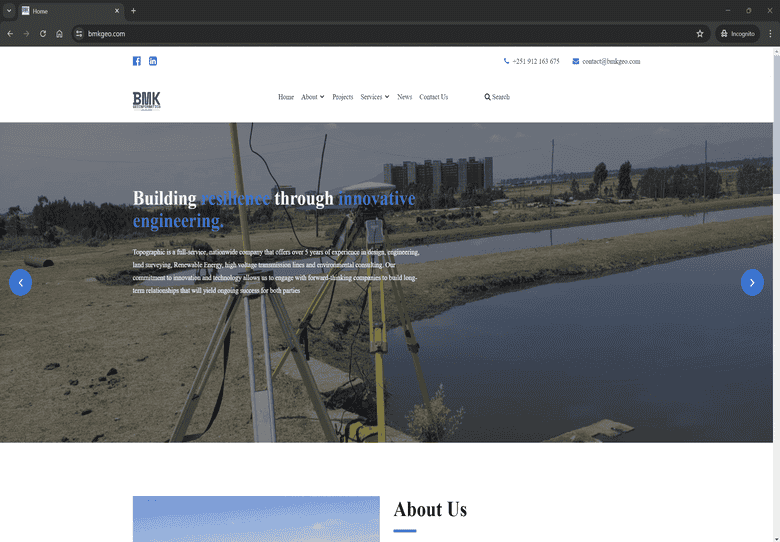 Home
bmkgeo.com
Incognito
+251 912 163 675
contact@bmkgeo.com
BMK
Home About Projects Services News Contact Us Search
Building resilience through innovative
engineering.
Topographic is a full-service, nationwide company that offers over 5 years of experience in design, engineering,
land surveying, Renewable Energy, high voltage transmission lines and environmental consulting. Our
commitment to innovation and technology allows us to engage with forward-thinking companies to build long-
term relationships that will yield ongoing success for both parties
About Us